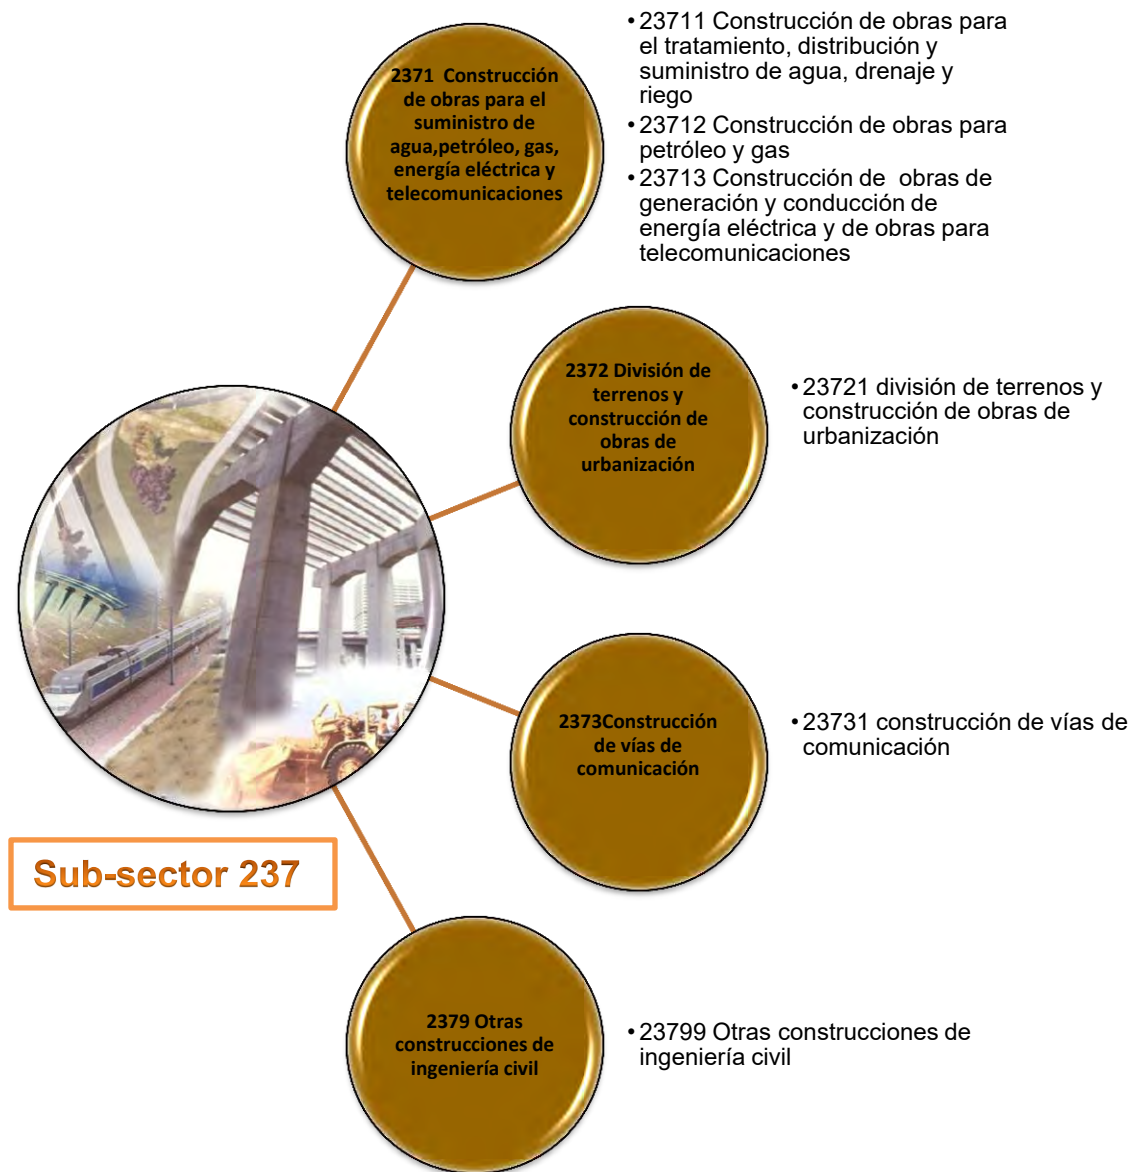 2371 Construcción
de obras para el
suministro de
agua,petróleo, gas,
energía eléctrica y
telecomunicaciones
•23711 Construcción de obras para
el tratamiento, distribución y
suministro de agua, drenaje y
riego
•23712 Construcción de obras para
petróleo y gas
•23713 Construcción de obras de
generación y conducción de
energía eléctrica y de obras para
telecomunicaciones
2372 División de
terrenos y
construcción de
obras de
urbanización
•23721 división de terrenos y
construcción de obras de
urbanización
2373Construcción
de vías de
comunicación
•23731 construcción de vías de
comunicación
Sub-sector 237
2379 Otras
construcciones de
ingeniería civil
•23799 Otras construcciones de
ingeniería civil